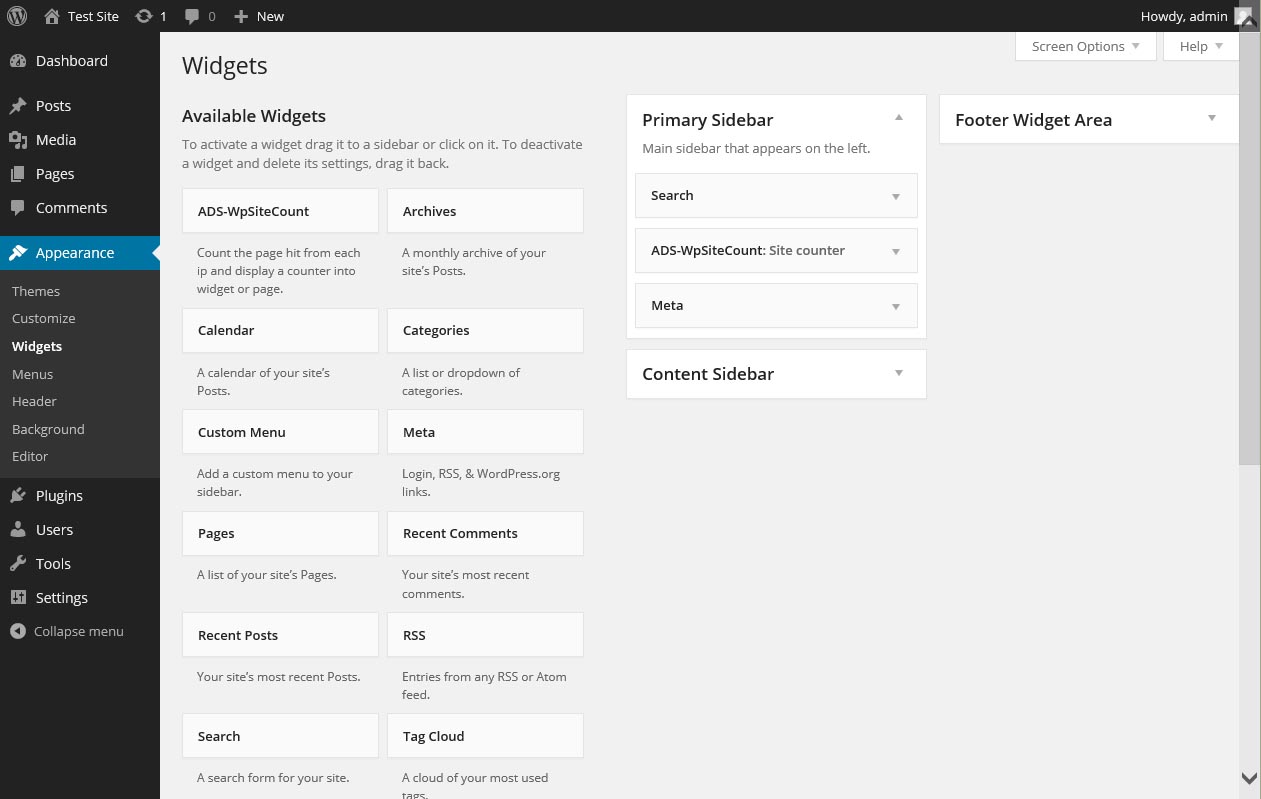 Test Site 1 0 New Howdy, admin
Dashboard
Posts
Media
Pages
Comments
Appearance
Themes
Customize
Widgets
Menus
Header
Background
Editor
Plugins
Users
Tools
Settings
Collapse menu
Screen Options Help
Widgets
Available Widgets
To activate a widget drag it to a sidebar or click on it. To deactivate
a widget and delete its settings, drag it back.
ADS-WpSiteCount
Count the page hit from each
ip and display a counter into
widget or page.
Archives
A monthly archive of your
site’s Posts.
Calendar
A calendar of your site’s
Posts.
Categories
A list or dropdown of
categories.
Custom Menu
Add a custom menu to your
sidebar.
Meta
Login, RSS, & WordPress.org
links.
Pages
A list of your site’s Pages.
Recent Comments
Your site’s most recent
comments.
Recent Posts
Your site’s most recent Posts.
RSS
Entries from any RSS or Atom
feed.
Search
A search form for your site.
Tag Cloud
A cloud of your most used
tags.
Primary Sidebar
Main sidebar that appears on the left.
Search
ADS-WpSiteCount: Site counter
Meta
Content Sidebar
Footer Widget Area